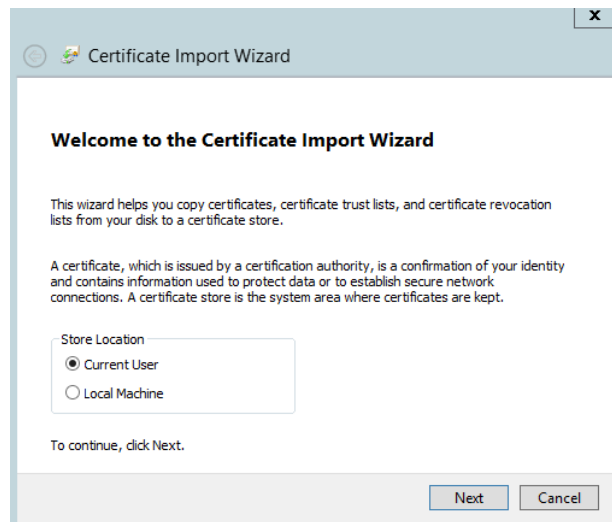 x
Certificate Import Wizard
Welcome to the Certificate Import Wizard
This wizard helps you copy certificates, certificate trust lists, and certificate revocation
lists from your disk to a certificate store.
A certificate, which is issued by a certification authority, is a confirmation of your identity
and contains information used to protect data or to establish secure network
connections. A certificate store is the system area where certificates are kept.
Store Location
Current User
Local Machine
To continue, click Next.
Next Cancel